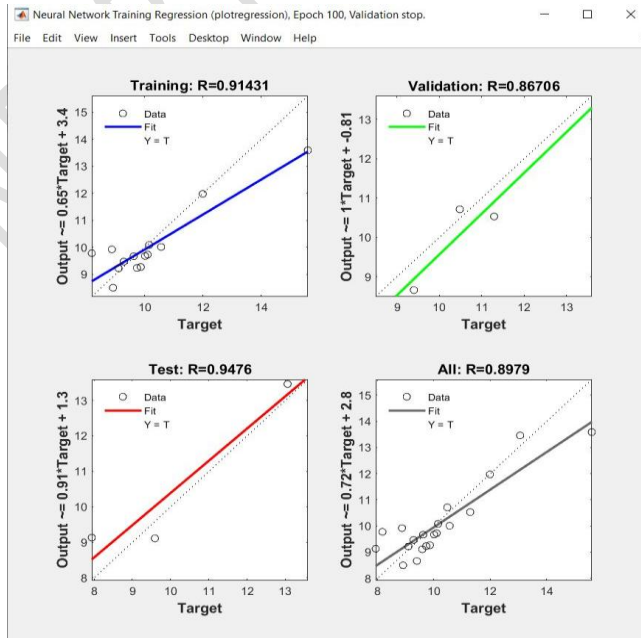 Neural Network Training Regression (plotregression), Epoch 100, Validation stop.
File Edit View Insert Tools Desktop Window Help
Training: R=0.91431
Output ~= 0.65*Target + 3.4
15
14
13
12
11
10
9
Data
Fit
Y = T
10 12 14
Target
Validation: R=0.86706
Output ~= 1*Target + -0.81
13
12
11
10
9
Data
Fit
Y = T
9 10 11 12 13
Target
Test: R=0.9476
Output ~= 0.91*Target + 1.3
13
12
11
10
9
8
Data
Fit
Y = T
8 9 10 11 12 13
Target
All: R=0.8979
Output ~= 0.72*Target + 2.8
15
14
13
12
11
10
9
8
Data
Fit
Y = T
8 10 12 14
Target